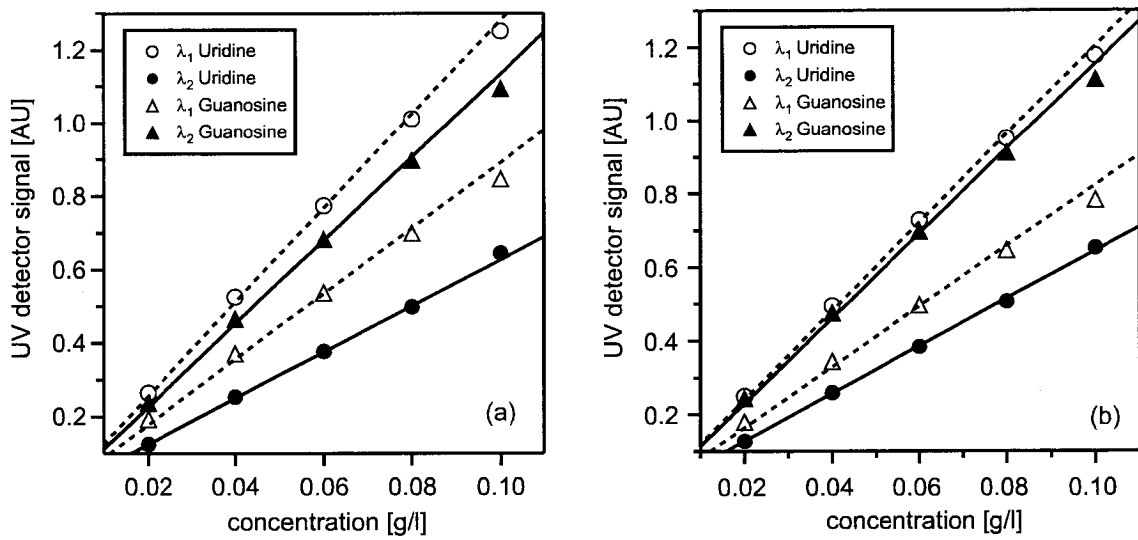 UV detector signal [AU]
1.2
1.0
0.8
0.6
0.4
0.2
λ₁ Uridine
λ₂ Uridine
λ₁ Guanosine
λ₂ Guanosine
(a)
0.02 0.04 0.06 0.08 0.10
concentration [g/l]
UV detector signal [AU]
1.2
1.0
0.8
0.6
0.4
0.2
λ₁ Uridine
λ₂ Uridine
λ₁ Guanosine
λ₂ Guanosine
(b)
0.02 0.04 0.06 0.08 0.10
concentration [g/l]